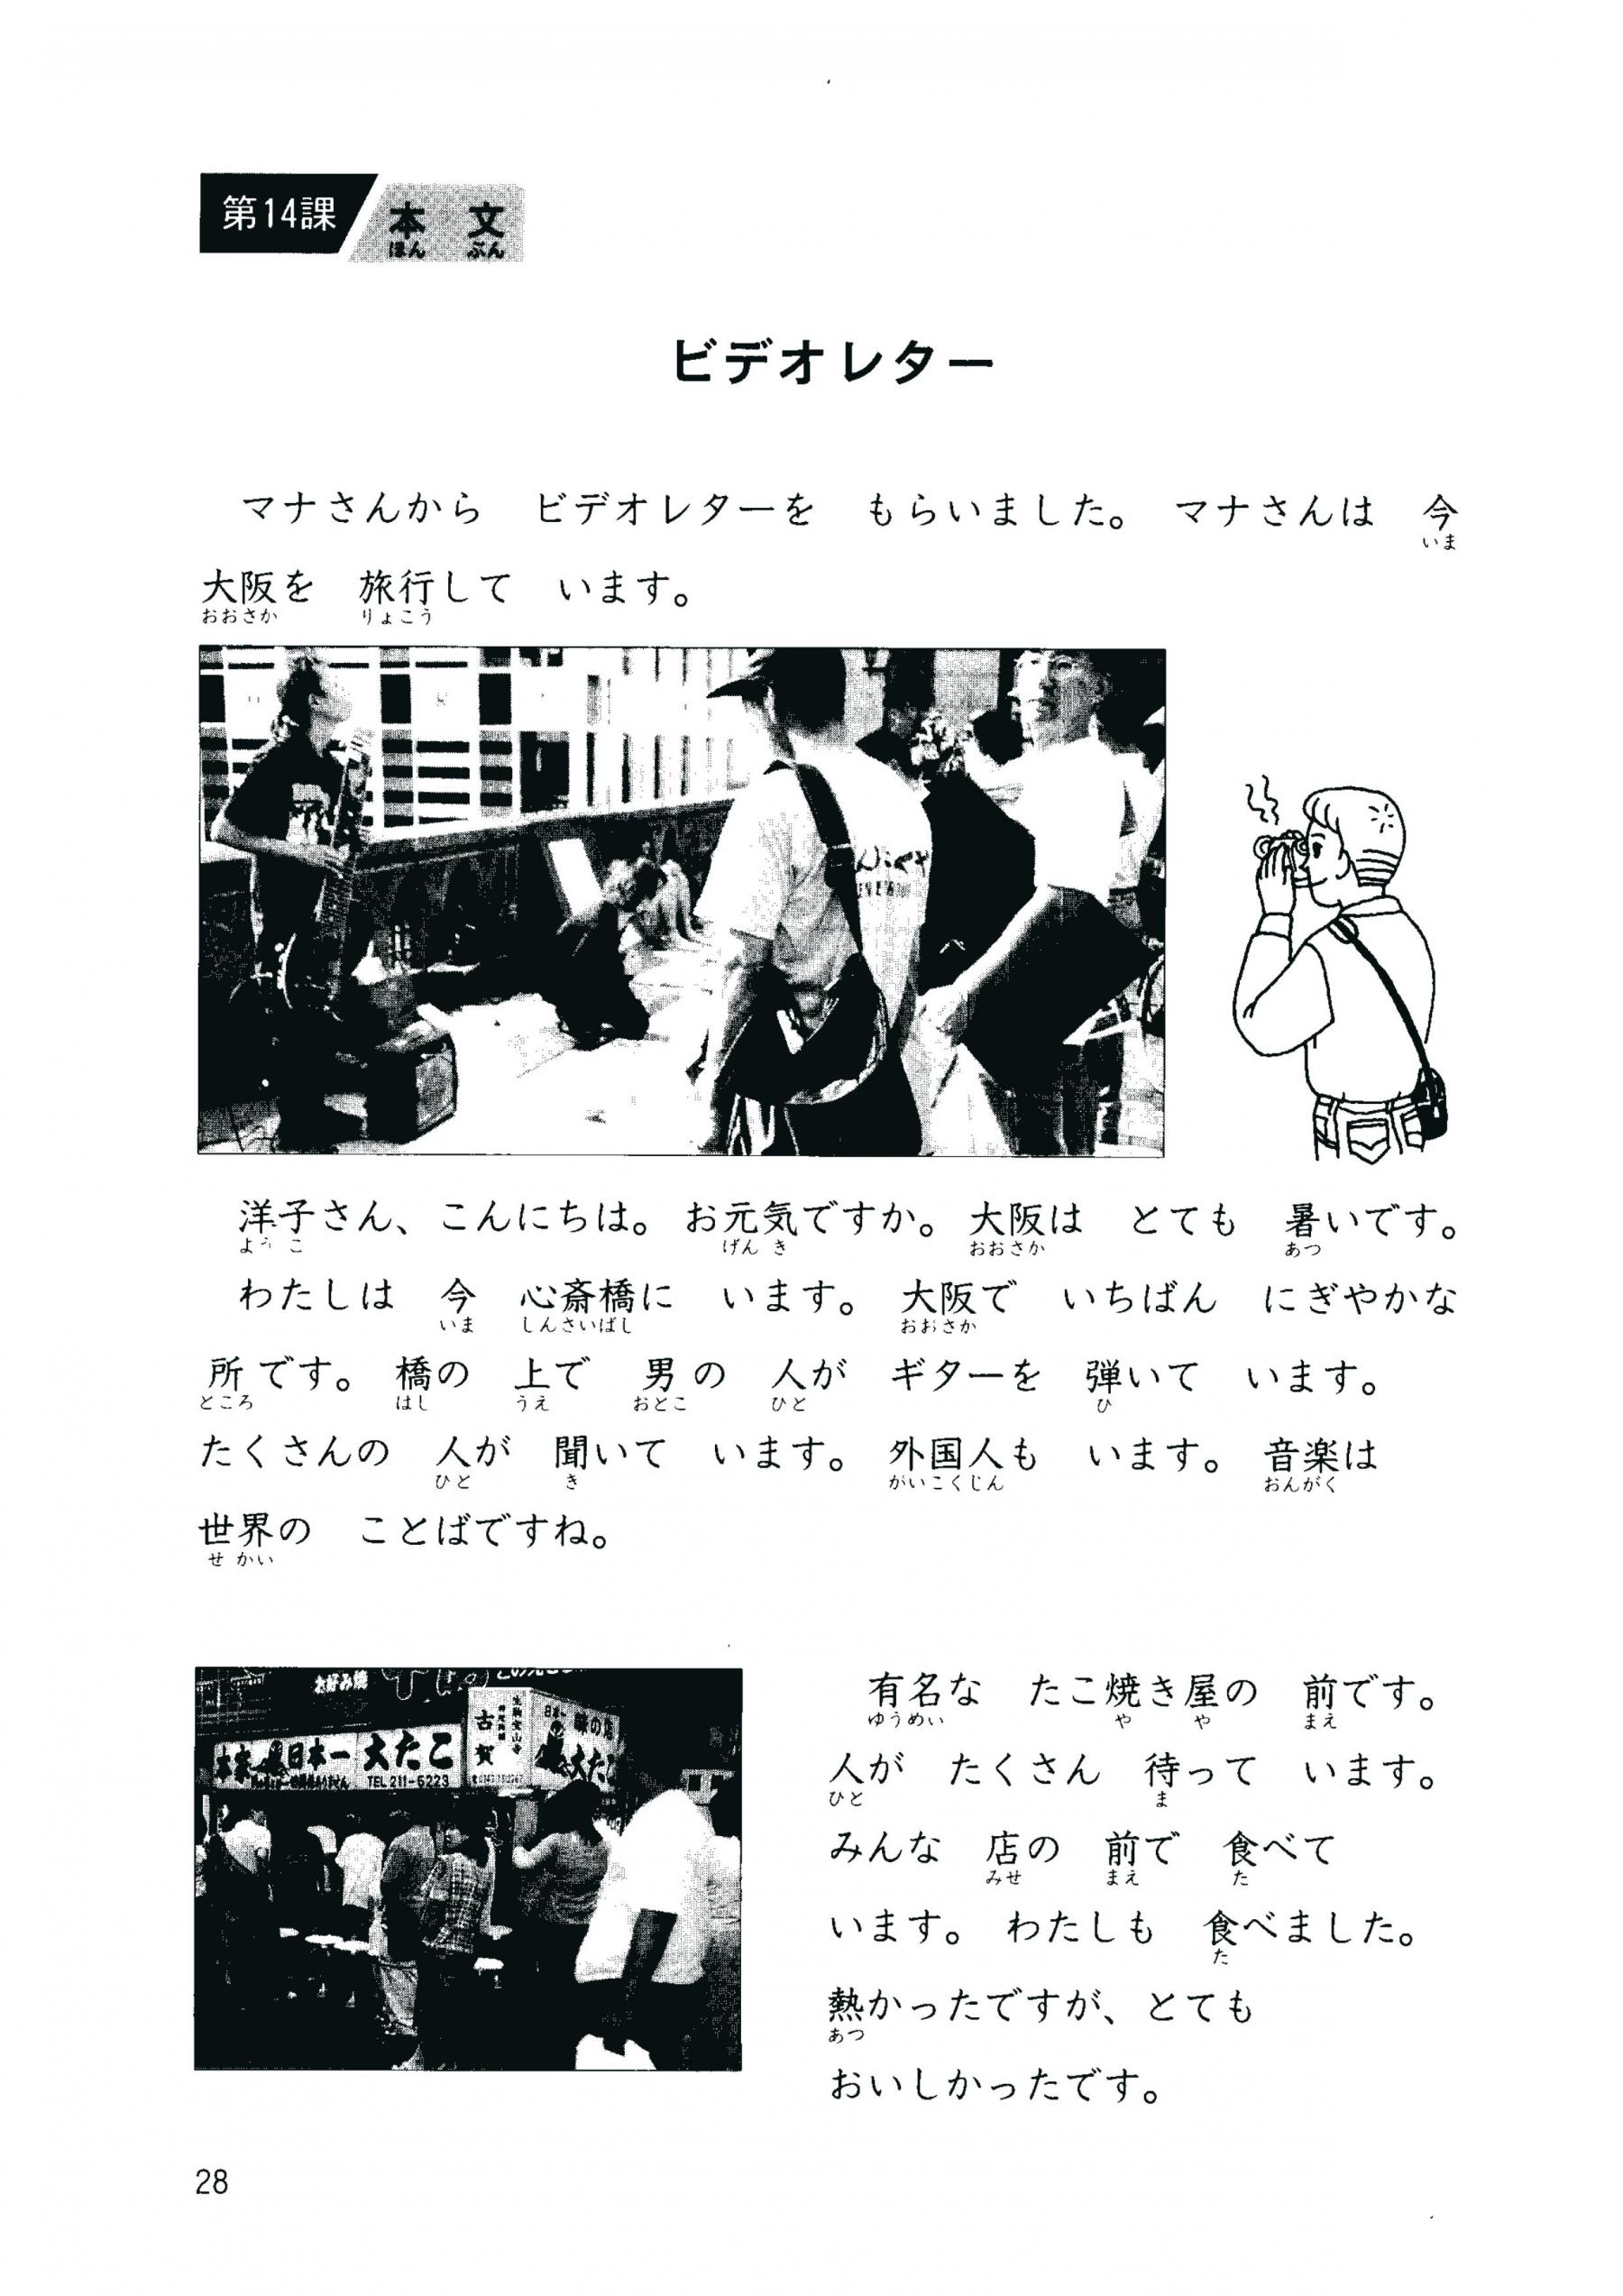 第14課 本文
ほん ぶん
ビデオレター
マナさんから ビデオレターを もらいました。 マナさんは 今
いま
大阪を 旅行して います。
おおさか りょこう
洋子さん、こんにちは。お元気ですか。大阪は とても 暑いです。
ようこ げんき おおさか あつ
わたしは 今 心斎橋に います。 大阪で いちばん にぎやかな
いま しんさいばし おおさか
所です。 橋の 上で 男の 人が ギターを 弾いて います。
ところ はし うえ おとこ ひと ひ
たくさんの 人が 聞いて います。 外国人も います。 音楽は
ひと き がいこくじん おんがく
世界の ことばですね。
せかい
お好み焼
本家 日本一 大たこ
TEL 211-5223
古賀
日本一 味の店
大たこ
有名な たこ焼き屋の 前です。
ゆうめい や や まえ
人が たくさん 待って います。
ひと ま
みんな 店の 前で 食べて
みせ まえ た
います。 わたしも 食べました。
た
熱かったですが、とても
あつ
おいしかったです。
28